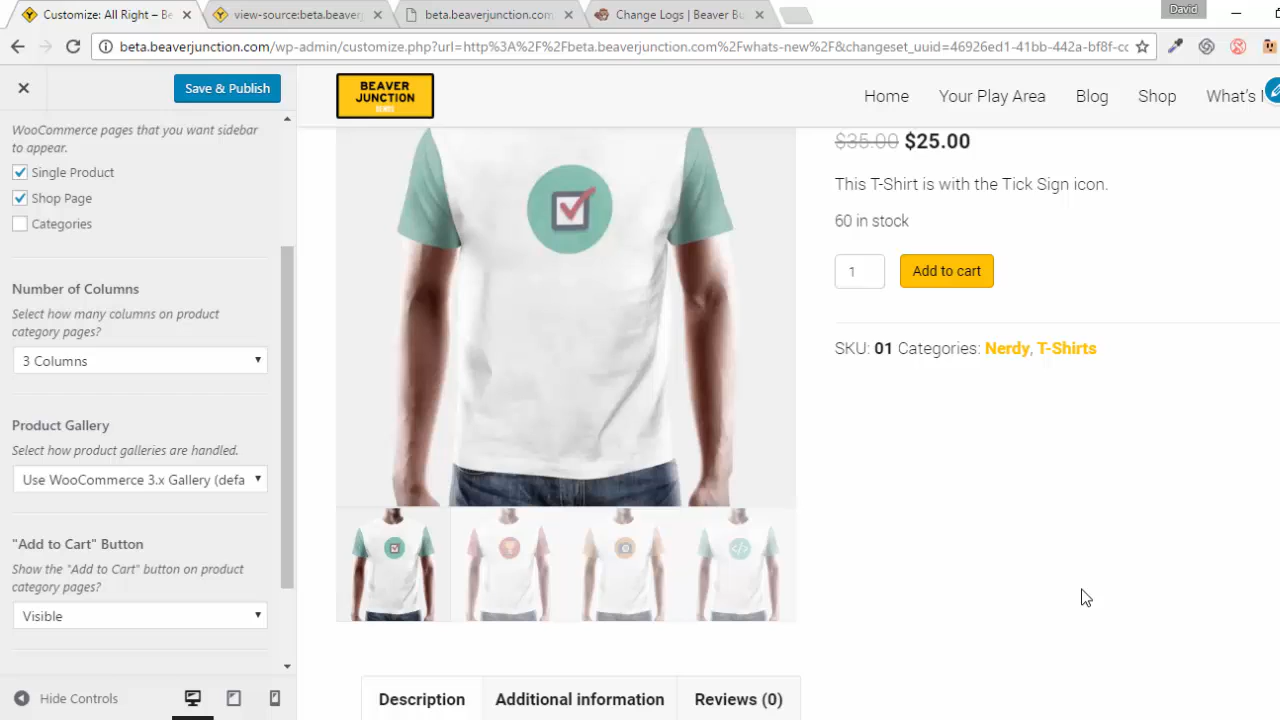 Customize: All Right – Be
view-source:beta.beaverj
beta.beaverjunction.com
Change Logs | Beaver Bu
David
beta.beaverjunction.com/wp-admin/customize.php?url=http%3A%2F%2Fbeta.beaverjunction.com%2Fwhats-new%2F&changeset_uuid=46926ed1-41bb-442a-bf8f-cc
Save & Publish
BEAVER
JUNCTION
Home
Your Play Area
Blog
Shop
What's
WooCommerce pages that you want sidebar
to appear.
Single Product
Shop Page
Categories
Number of Columns
Select how many columns on product
category pages?
3 Columns
Product Gallery
Select how product galleries are handled.
Use WooCommerce 3.x Gallery (defa
"Add to Cart" Button
Show the "Add to Cart" button on product
category pages?
Visible
Hide Controls
$35.00 $25.00
This T-Shirt is with the Tick Sign icon.
60 in stock
1
Add to cart
SKU: 01 Categories: Nerdy, T-Shirts
Description
Additional information
Reviews (0)